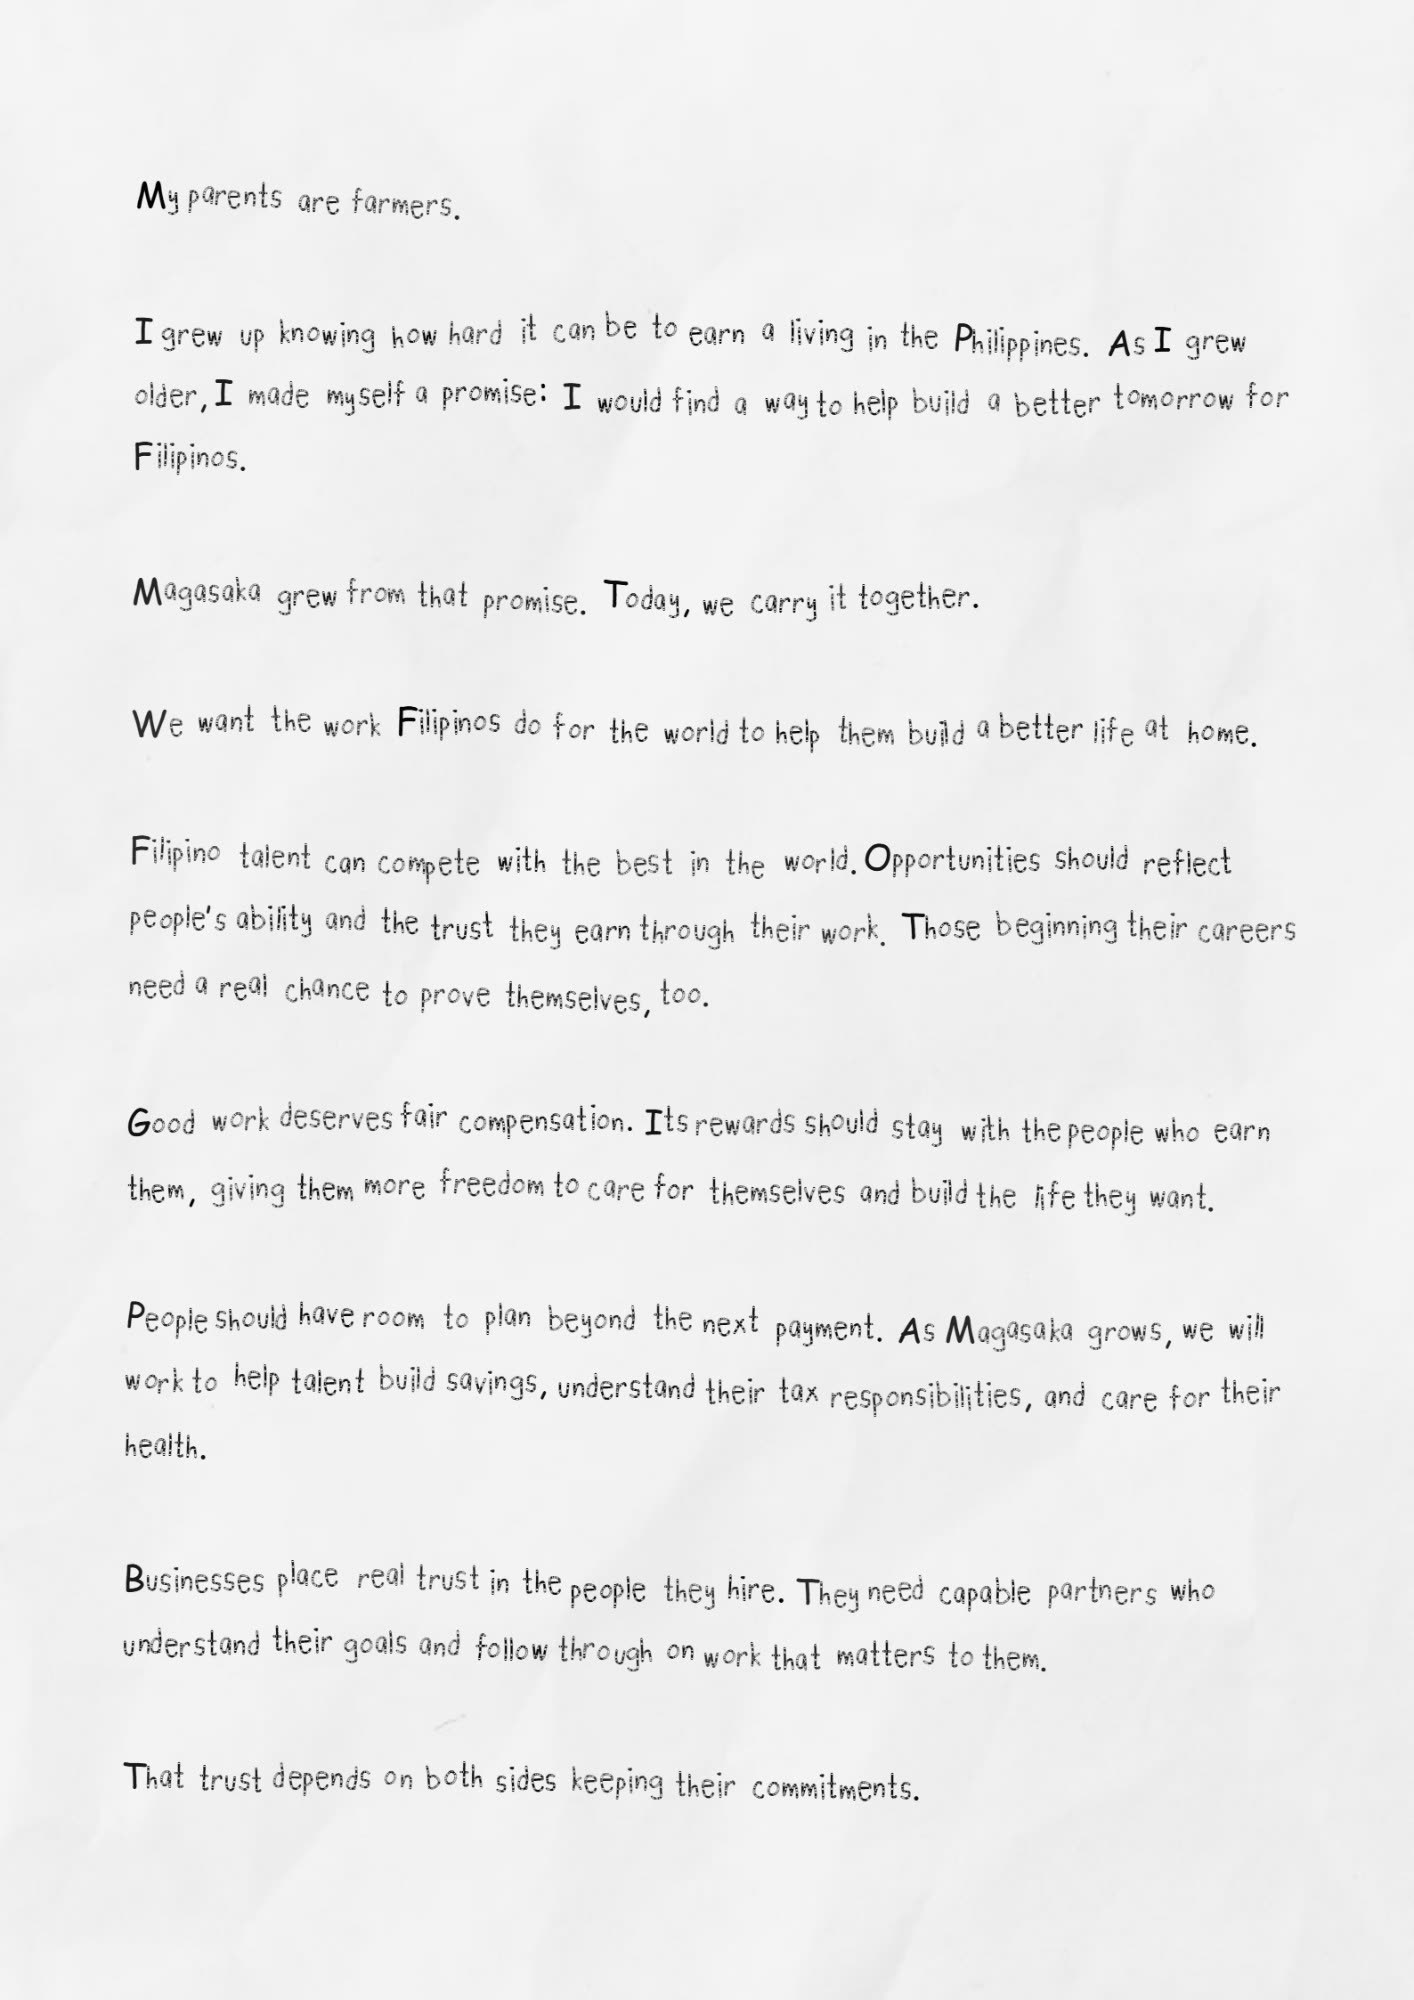 My parents are farmers.
I grew up knowing how hard it can be to earn a living in the Philippines. As I grew
older, I made myself a promise: I would find a way to help build a better tomorrow for
Filipinos.
Magasaka grew from that promise. Today, we carry it together.
We want the work Filipinos do for the world to help them build a better life at home.
Filipino talent can compete with the best in the world. Opportunities should reflect
people's ability and the trust they earn through their work. Those beginning their careers
need a real chance to prove themselves, too.
Good work deserves fair compensation. Its rewards should stay with the people who earn
them, giving them more freedom to care for themselves and build the life they want.
People should have room to plan beyond the next payment. As Magasaka grows, we will
work to help talent build savings, understand their tax responsibilities, and care for their
health.
Businesses place real trust in the people they hire. They need capable partners who
understand their goals and follow through on work that matters to them.
That trust depends on both sides keeping their commitments.